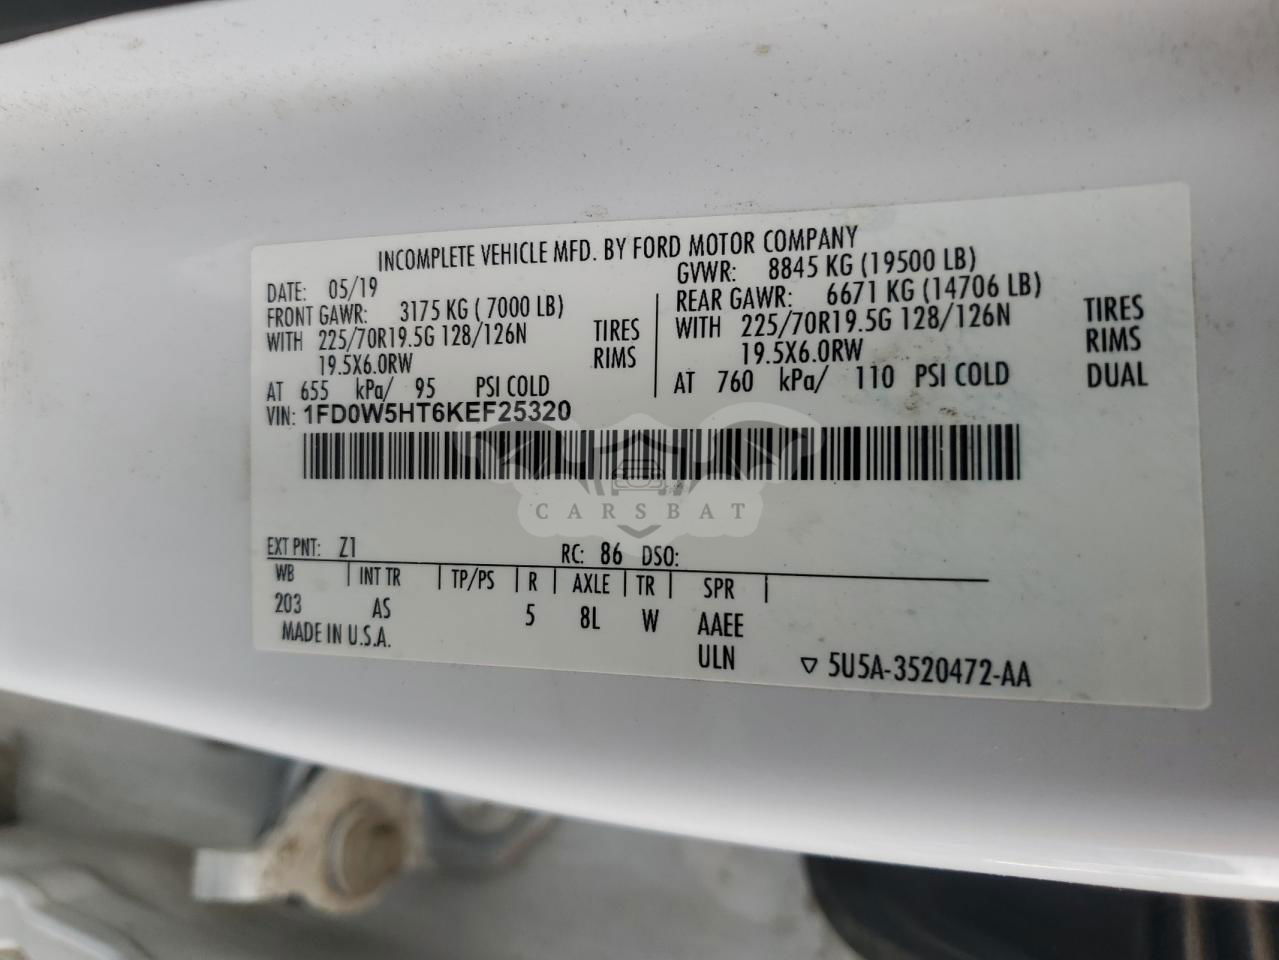 INCOMPLETE VEHICLE MFD. BY FORD MOTOR COMPANY
DATE: 05/19 GVWR: 8845 KG (19500 LB)
FRONT GAWR: 3175 KG ( 7000 LB) REAR GAWR: 6671 KG (14706 LB)
WITH 225/70R19.5G 128/126N TIRES WITH 225/70R19.5G 128/126N TIRES
19.5X6.0RW RIMS 19.5X6.0RW RIMS
AT 655 kPa/ 95 PSI COLD AT 760 kPa/ 110 PSI COLD DUAL
VIN: 1FD0W5HT6KEF25320
CARSBAT
EXT PNT: Z1 RC: 86 DSO:
WB INT TR TP/PS R AXLE TR SPR
203 AS 5 8L W AAEE
MADE IN U.S.A. ULN 5U5A-3520472-AA